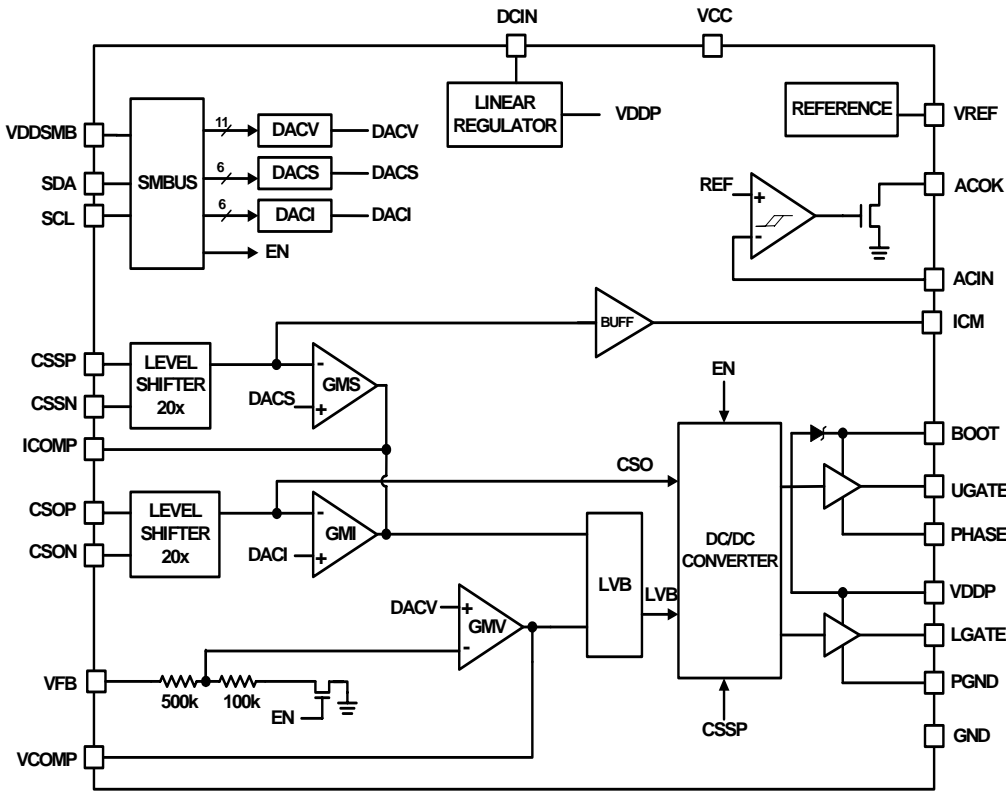 DCIN
VCC
LINEAR
REGULATOR
VDDP
REFERENCE
VREF
VDDSMB
SDA
SCL
SMBUS
11
DACV
DACV
6
DACS
DACS
6
DACI
DACI
EN
REF
+
-
ACOK
ACIN
BUFF
ICM
CSSP
CSSN
LEVEL
SHIFTER
20x
-
GMS
DACS
+
ICOMP
EN
BOOT
CSO
CSOP
CSON
LEVEL
SHIFTER
20x
-
GMI
DACI
+
UGATE
PHASE
DC/DC
CONVERTER
LVB
LVB
VDDP
DACV
+
GMV
-
LGATE
VFB
500k
100k
EN
PGND
CSSP
GND
VCOMP